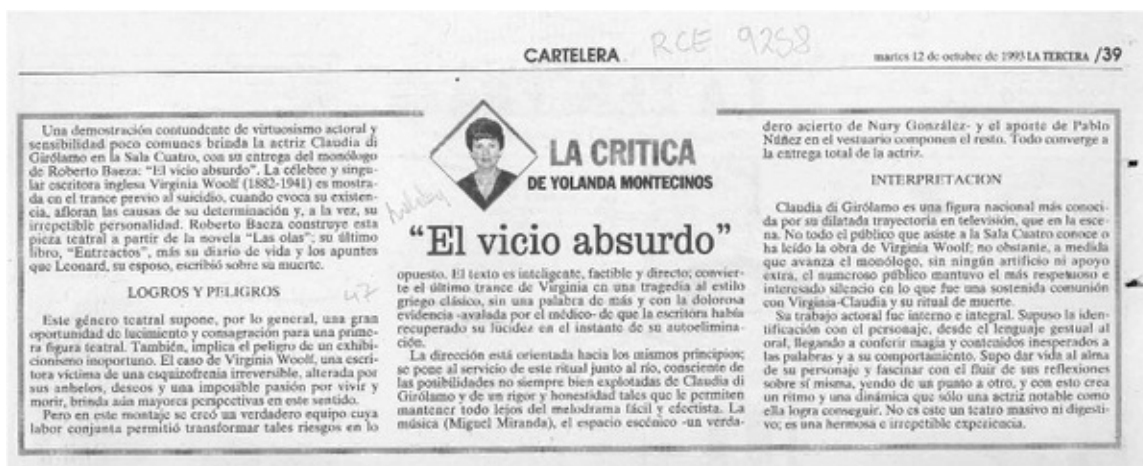 RCE 9258
CARTELERA
martes 12 de octubre de 1993 LA TERCERA /39
Una demostración contundente de virtuosismo actoral y
sensibilidad poco comunes brinda la actriz Claudia di
Girólamo en la Sala Cuatro, con su entrega del monólogo
de Roberto Baeza: "El vicio absurdo". La célebre y singu-
lar escritora inglesa Virginia Woolf (1882-1941) es mostra-
da en el trance previo al suicidio, cuando evoca su existen-
cia, afloran las causas de su determinación y, a la vez, su
irrepetible personalidad. Roberto Baeza construye esta
pieza teatral a partir de la novela "Las olas"; su último
libro, "Entreactos", más su diario de vida y los apuntes
que Leonard, su esposo, escribió sobre su muerte.
LOGROS Y PELIGROS
47
Este género teatral supone, por lo general, una gran
oportunidad de lucimiento y consagración para una prime-
ra figura teatral. También, implica el peligro de un exhibi-
cionismo inoportuno. El caso de Virginia Woolf, una escri-
tora víctima de una esquizofrenia irreversible, alterada por
sus anhelos, deseos y una imposible pasión por vivir y
morir, brinda aún mayores perspectivas en este sentido.
Pero en este montaje se creó un verdadero equipo cuya
labor conjunta permitió transformar tales riesgos en lo
LA CRITICA
DE YOLANDA MONTECINOS
"El vicio absurdo"
opuesto. El texto es inteligente, factible y directo; convier-
te el último trance de Virginia en una tragedia al estilo
griego clásico, sin una palabra de más y con la dolorosa
evidencia -avalada por el médico- de que la escritora había
recuperado su lucidez en el instante de su autoelimina-
ción.
La dirección está orientada hacia los mismos principios;
se pone al servicio de este ritual junto al río, consciente de
las posibilidades no siempre bien explotadas de Claudia di
Girólamo y de un rigor y honestidad tales que le permiten
mantener todo lejos del melodrama fácil y efectista. La
música (Miguel Miranda), el espacio escénico -un verda-
dero acierto de Nury González- y el aporte de Pablo
Núñez en el vestuario componen el resto. Todo converge a
la entrega total de la actriz.
INTERPRETACION
Claudia di Girólamo es una figura nacional más conoci-
da por su dilatada trayectoria en televisión, que en la esce-
na. No todo el público que asiste a la Sala Cuatro conoce o
ha leído la obra de Virginia Woolf; no obstante, a medida
que avanza el monólogo, sin ningún artificio ni apoyo
extra, el numeroso público mantuvo el más respetuoso e
interesado silencio en lo que fue una sostenida comunión
con Virginia-Claudia y su ritual de muerte.
Su trabajo actoral fue interno e integral. Supuso la iden-
tificación con el personaje, desde el lenguaje gestual al
oral, llegando a conferir magia y contenidos inesperados a
las palabras y a su comportamiento. Supo dar vida al alma
de su personaje y fascinar con el fluir de sus reflexiones
sobre sí misma, yendo de un punto a otro, y con esto crea
un ritmo y una dinámica que sólo una actriz notable como
ella logra conseguir. No es este un teatro masivo ni digesti-
vo; es una hermosa e irrepetible experiencia.